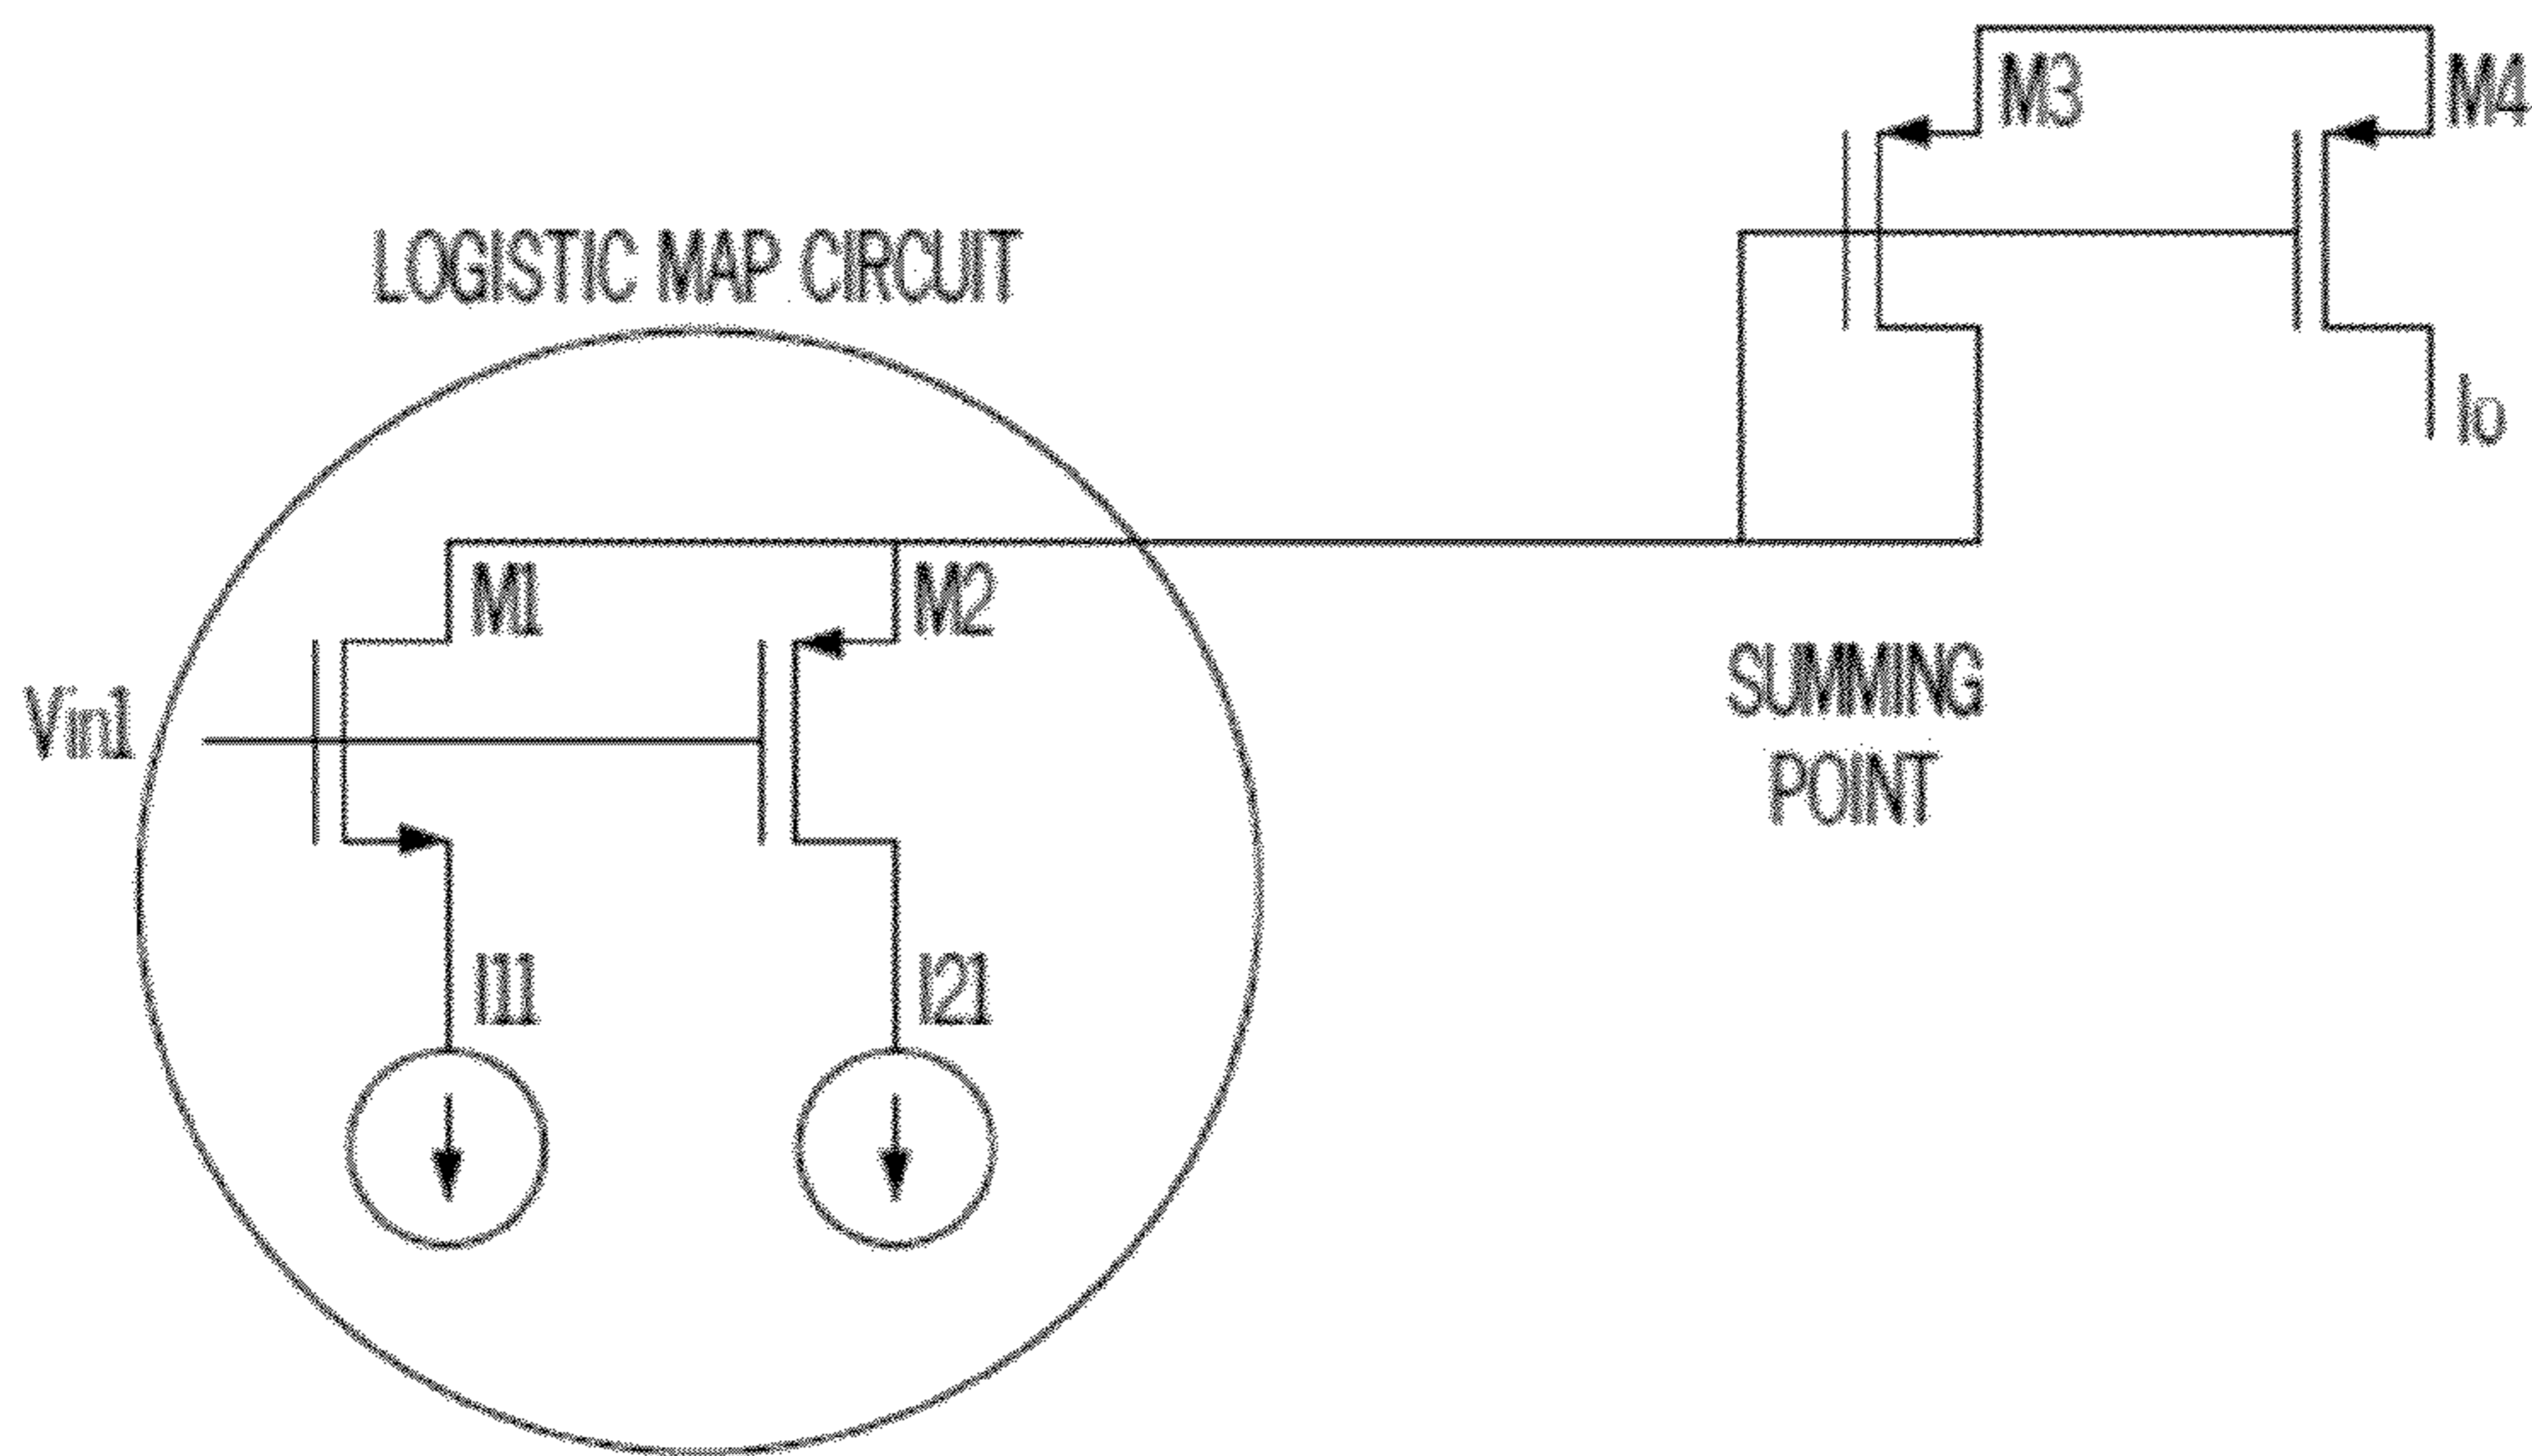 M3
M4
LOGISTIC MAP CIRCUIT
Io
M1
M2
Vin1
SUMMING
POINT
I11
I21